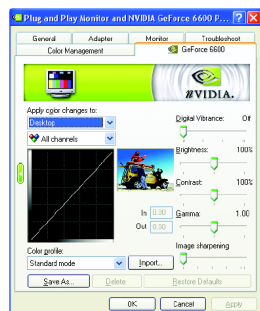 Plug and Play Monitor and NVIDIA GeForce 6600 P...
General
Adapter
Monitor
Troubleshoot
Color Management
GeForce 6600
NVIDIA.
Apply color changes to:
Desktop
All channels
Digital Vibrance: Off
Brightness: 100%
Contrast: 100%
In 0.00
Out 0.00
Gamma: 1.00
Image sharpening
Color profile:
Standard mode
Import...
Save As...
Delete
Restore Defaults
OK
Cancel
Apply